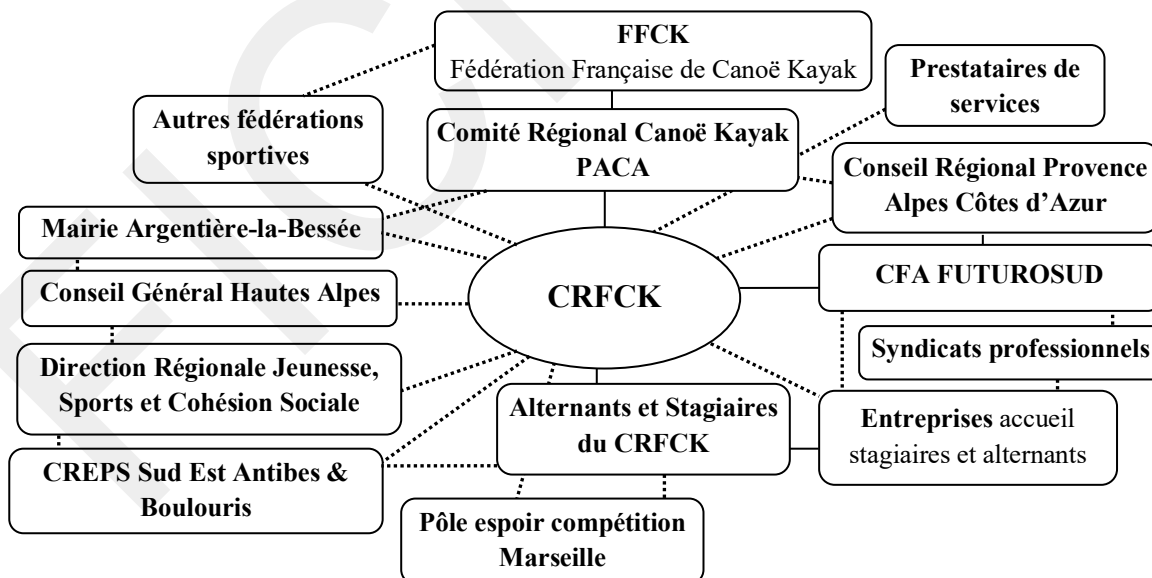 FFCK
Fédération Française de Canoë Kayak
Prestataires de
services
Autres fédérations
sportives
Comité Régional Canoë Kayak
PACA
Conseil Régional Provence
Alpes Côtes d’Azur
Mairie Argentière-la-Bessée
CFA FUTUROSUD
Conseil Général Hautes Alpes
CRFCK
Syndicats professionnels
Direction Régionale Jeunesse,
Sports et Cohésion Sociale
Alternants et Stagiaires
du CRFCK
Entreprises accueil
stagiaires et alternants
CREPS Sud Est Antibes &
Boulouris
Pôle espoir compétition
Marseille